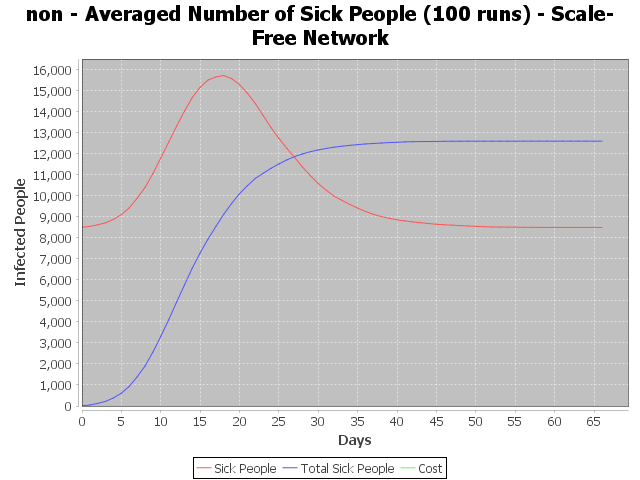 non - Averaged Number of Sick People (100 runs) - Scale-
Free Network
16,000
15,000
14,000
13,000
12,000
11,000
10,000
9,000
8,000
7,000
6,000
5,000
4,000
3,000
2,000
1,000
0
Infected People
0 5 10 15 20 25 30 35 40 45 50 55 60 65
Days
Sick People Total Sick People Cost